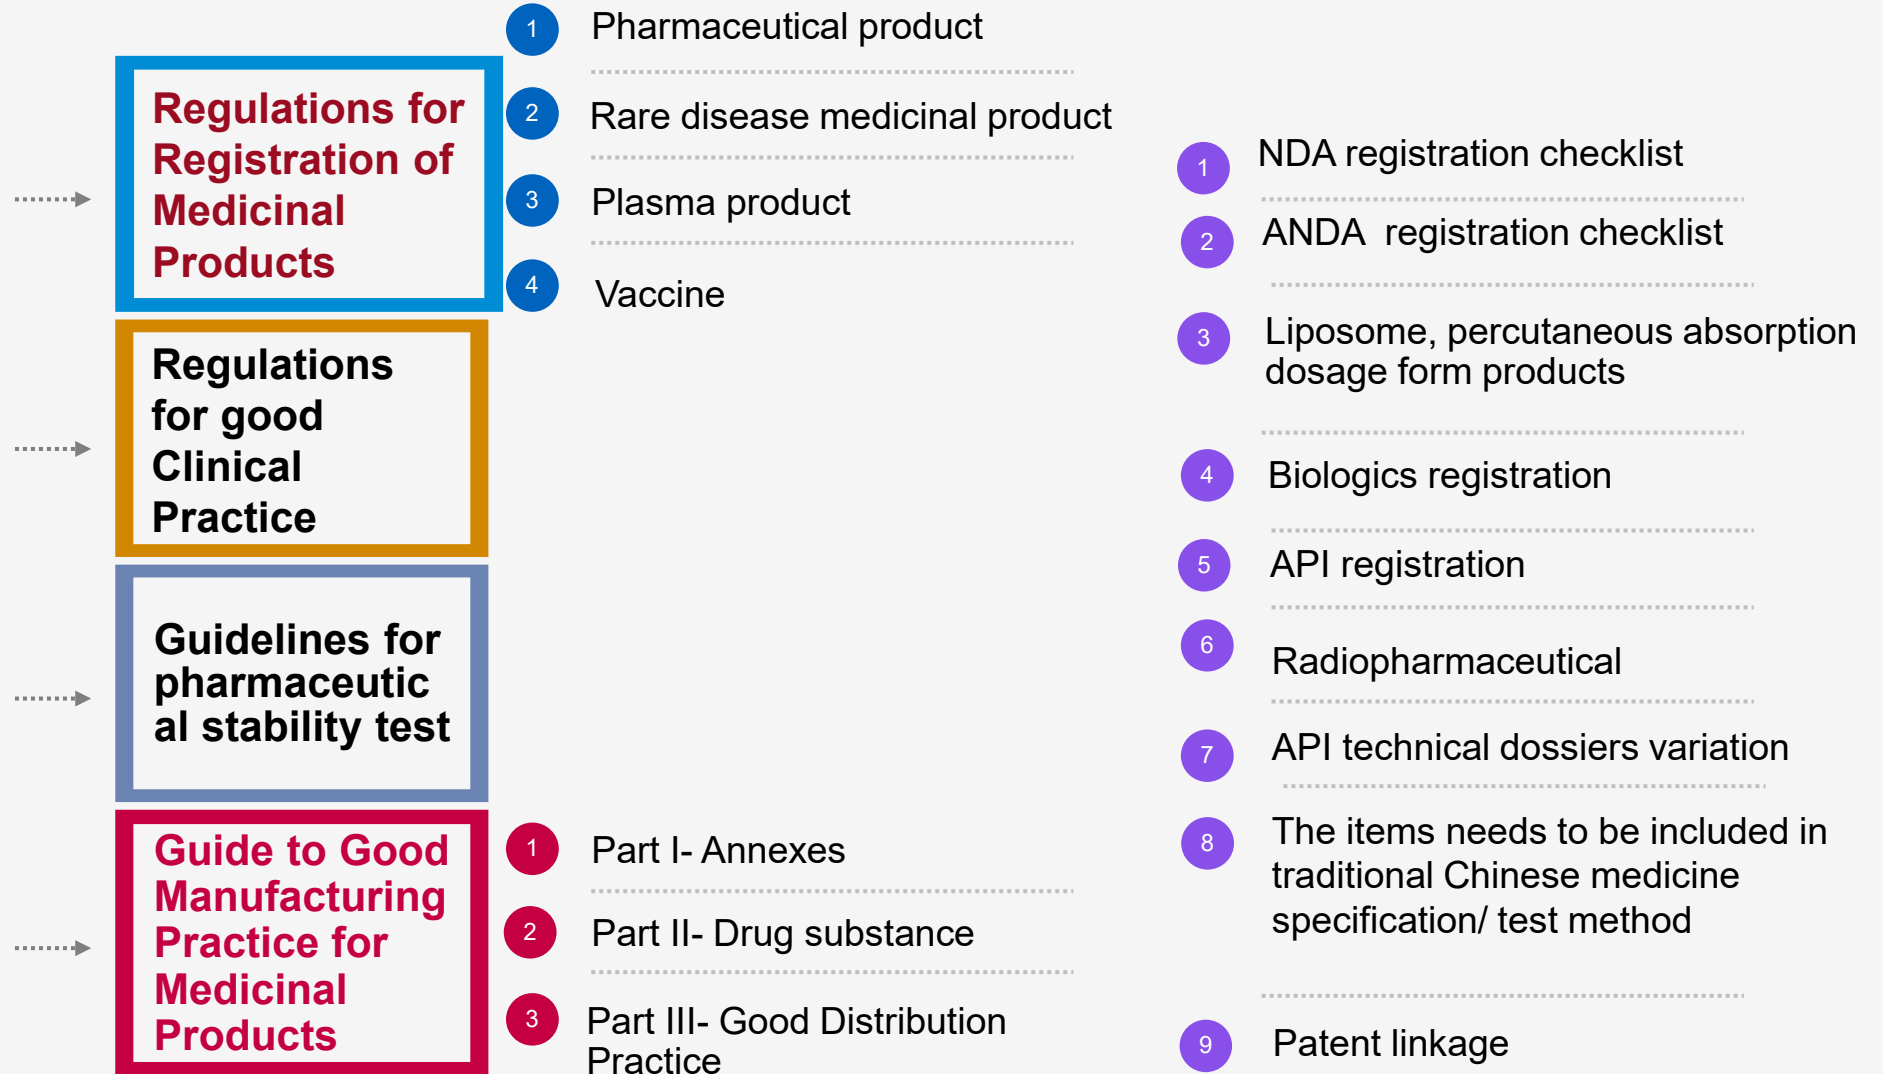 Regulations for
Registration of
Medicinal
Products
1 Pharmaceutical product
2 Rare disease medicinal product
3 Plasma product
4 Vaccine
Regulations
for good
Clinical
Practice
Guidelines for
pharmaceutic
al stability test
Guide to Good
Manufacturing
Practice for
Medicinal
Products
1 Part I- Annexes
2 Part II- Drug substance
3 Part III- Good Distribution
Practice
1 NDA registration checklist
2 ANDA  registration checklist
3 Liposome, percutaneous absorption
dosage form products
4 Biologics registration
5 API registration
6 Radiopharmaceutical
7 API technical dossiers variation
8 The items needs to be included in
traditional Chinese medicine
specification/ test method
9 Patent linkage